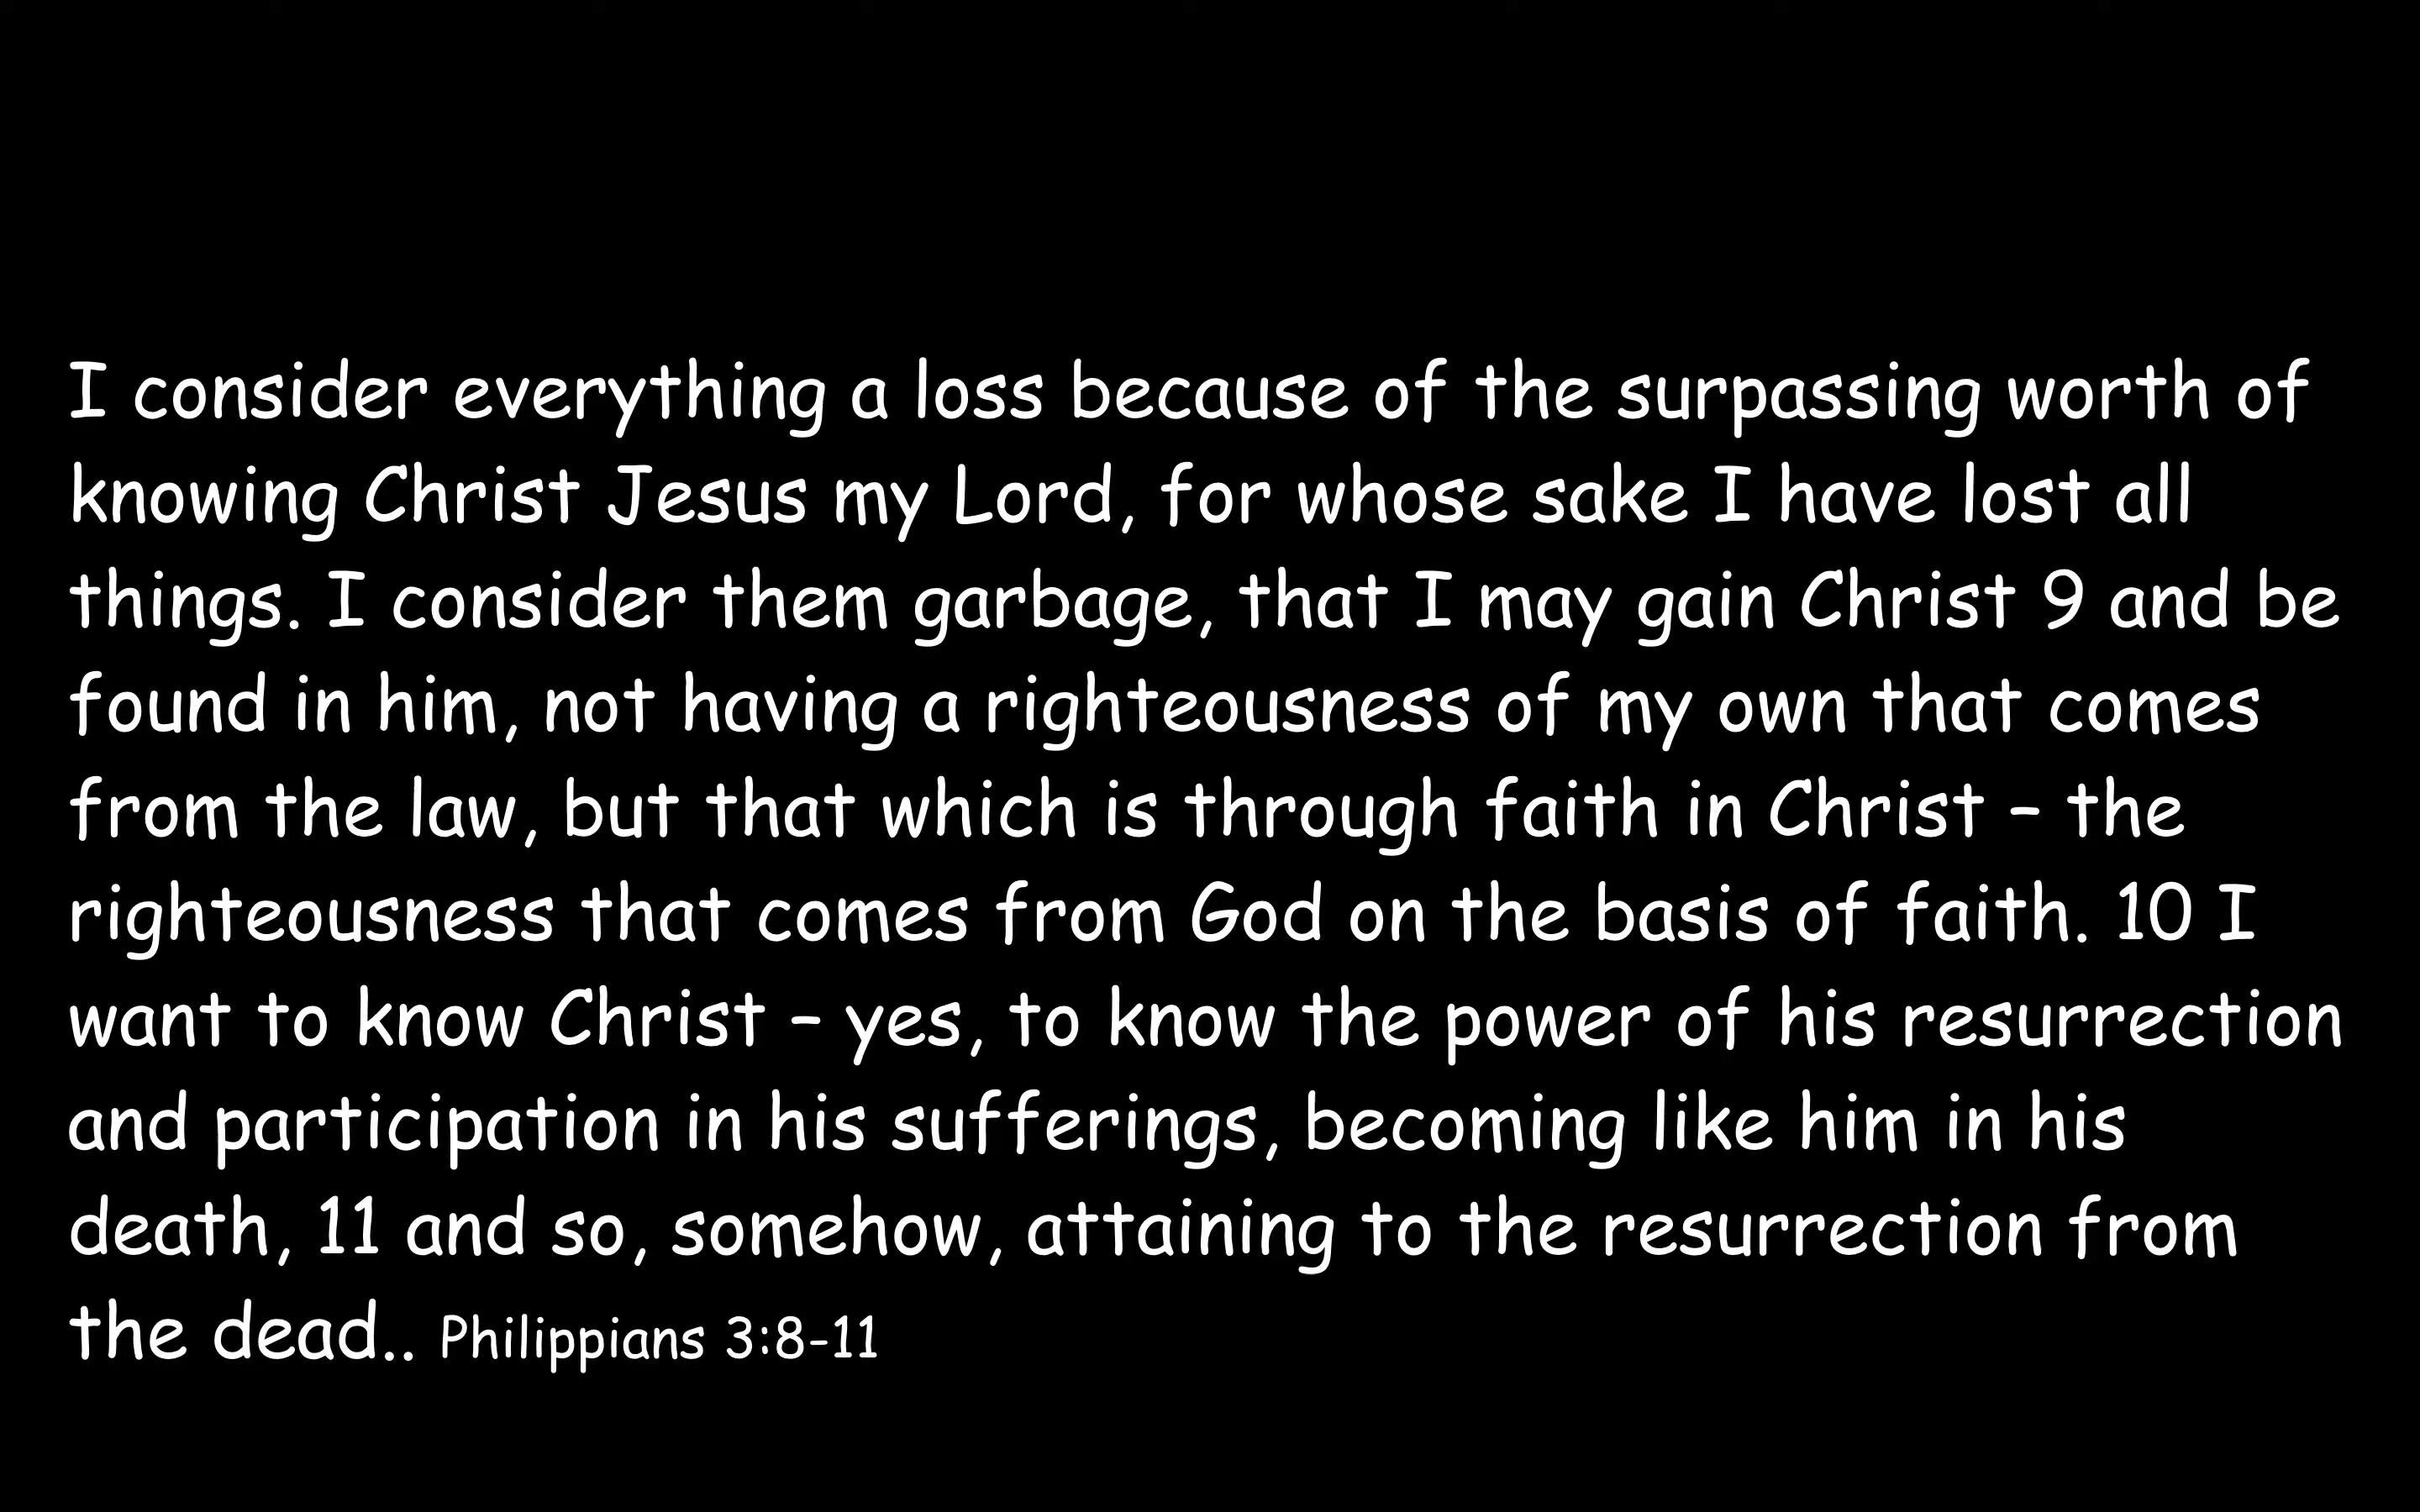 I consider everything a loss because of the surpassing worth of
knowing Christ Jesus my Lord, for whose sake I have lost all
things. I consider them garbage, that I may gain Christ 9 and be
found in him, not having a righteousness of my own that comes
from the law, but that which is through faith in Christ - the
righteousness that comes from God on the basis of faith. 10 I
want to know Christ - yes, to know the power of his resurrection
and participation in his sufferings, becoming like him in his
death, 11 and so, somehow, attaining to the resurrection from
the dead.. Philippians 3:8-11